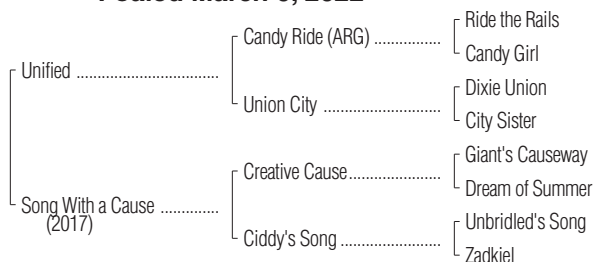 Ride the Rails
Candy Ride (ARG)
Candy Girl
Unified
Dixie Union
Union City
City Sister
Giant's Causeway
Creative Cause
Dream of Summer
Song With a Cause
(2017)
Unbridled's Song
Ciddy's Song
Zadkiel